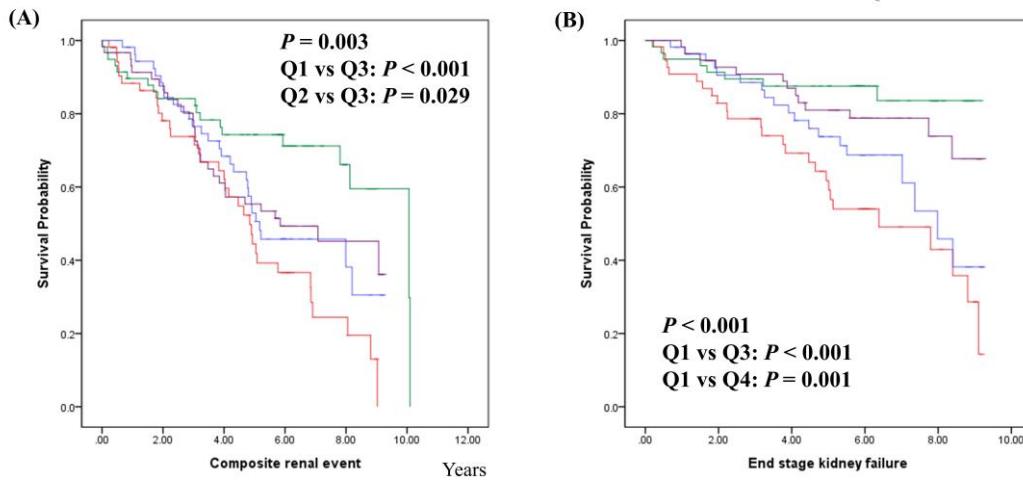 (A)
P = 0.003
Q1 vs Q3: P < 0.001
Q2 vs Q3: P = 0.029
Survival Probability
1.0
0.8
0.6
0.4
0.2
0.0
.00 2.00 4.00 6.00 8.00 10.00 12.00
Composite renal event
Years
(B)
P < 0.001
Q1 vs Q3: P < 0.001
Q1 vs Q4: P = 0.001
Survival Probability
1.0
0.8
0.6
0.4
0.2
0.0
.00 2.00 4.00 6.00 8.00 10.00
End stage kidney failure